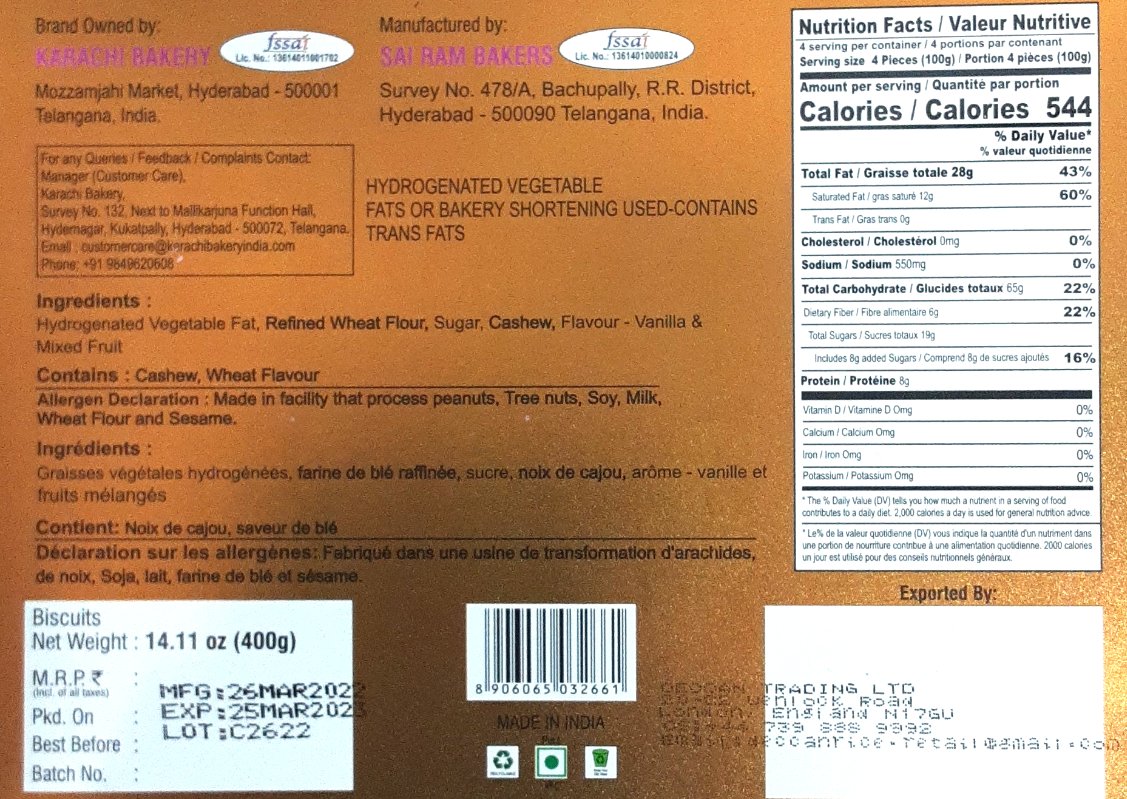 Brand Owned by:
KARACHI BAKERY
fssai
Lic. No.: 13614011001702
Mozzamjahi Market, Hyderabad - 500001
Telangana, India.
Manufactured by:
SAI RAM BAKERS
fssai
Lic. No.: 13614010000824
Survey No. 478/A, Bachupally, R.R. District,
Hyderabad - 500090 Telangana, India.
For any Queries / Feedback / Complaints Contact:
Manager (Customer Care),
Karachi Bakery,
Survey No. 132, Next to Mallikarjuna Function Hall,
Hydernagar, Kukatpally, Hyderabad - 500072, Telangana.
Email : customercare@karachibakeryindia.com
Phone: +91 9849620608
HYDROGENATED VEGETABLE
FATS OR BAKERY SHORTENING USED-CONTAINS
TRANS FATS
Ingredients :
Hydrogenated Vegetable Fat, Refined Wheat Flour, Sugar, Cashew, Flavour - Vanilla &
Mixed Fruit
Contains : Cashew, Wheat Flavour
Allergen Declaration : Made in facility that process peanuts, Tree nuts, Soy, Milk,
Wheat Flour and Sesame.
Ingrédients :
Graisses végétales hydrogénées, farine de blé raffinée, sucre, noix de cajou, arôme - vanille et
fruits mélangés
Contient: Noix de cajou, saveur de blé
Déclaration sur les allergènes: Fabriqué dans une usine de transformation d'arachides,
de noix, Soja, lait, farine de blé et sésame.
Nutrition Facts / Valeur Nutritive
4 serving per container / 4 portions par contenant
Serving size 4 Pieces (100g) / Portion 4 pièces (100g)
Amount per serving / Quantité par portion
Calories / Calories 544
% Daily Value*
% valeur quotidienne
Total Fat / Graisse totale 28g 43%
Saturated Fat / gras saturé 12g 60%
Trans Fat / Gras trans 0g
Cholesterol / Cholestérol 0mg 0%
Sodium / Sodium 550mg 0%
Total Carbohydrate / Glucides totaux 65g 22%
Dietary Fiber / Fibre alimentaire 6g 22%
Total Sugars / Sucres totaux 19g
Includes 8g added Sugars / Comprend 8g de sucres ajoutés 16%
Protein / Protéine 8g
Vitamin D / Vitamine D 0mg 0%
Calcium / Calcium 0mg 0%
Iron / Iron 0mg 0%
Potassium / Potassium 0mg 0%
* The % Daily Value (DV) tells you how much a nutrient in a serving of food
contributes to a daily diet. 2,000 calories a day is used for general nutrition advice.
* Le% de la valeur quotidienne (DV) vous indique la quantité d'un nutriment dans
une portion de nourriture contribue à une alimentation quotidienne. 2000 calories
un jour est utilisé pour des conseils nutritionnels généraux.
Biscuits
Net Weight : 14.11 oz (400g)
M.R.P. ₹ :
(Incl. of all taxes)
Pkd. On :
Best Before :
Batch No. :
MFG:26MAR2022
EXP:25MAR2023
LOT:C2622
8 906065 032661
MADE IN INDIA
Exported By:
DECCAN TRADING LTD
Wenlock Road
London, England N17GU